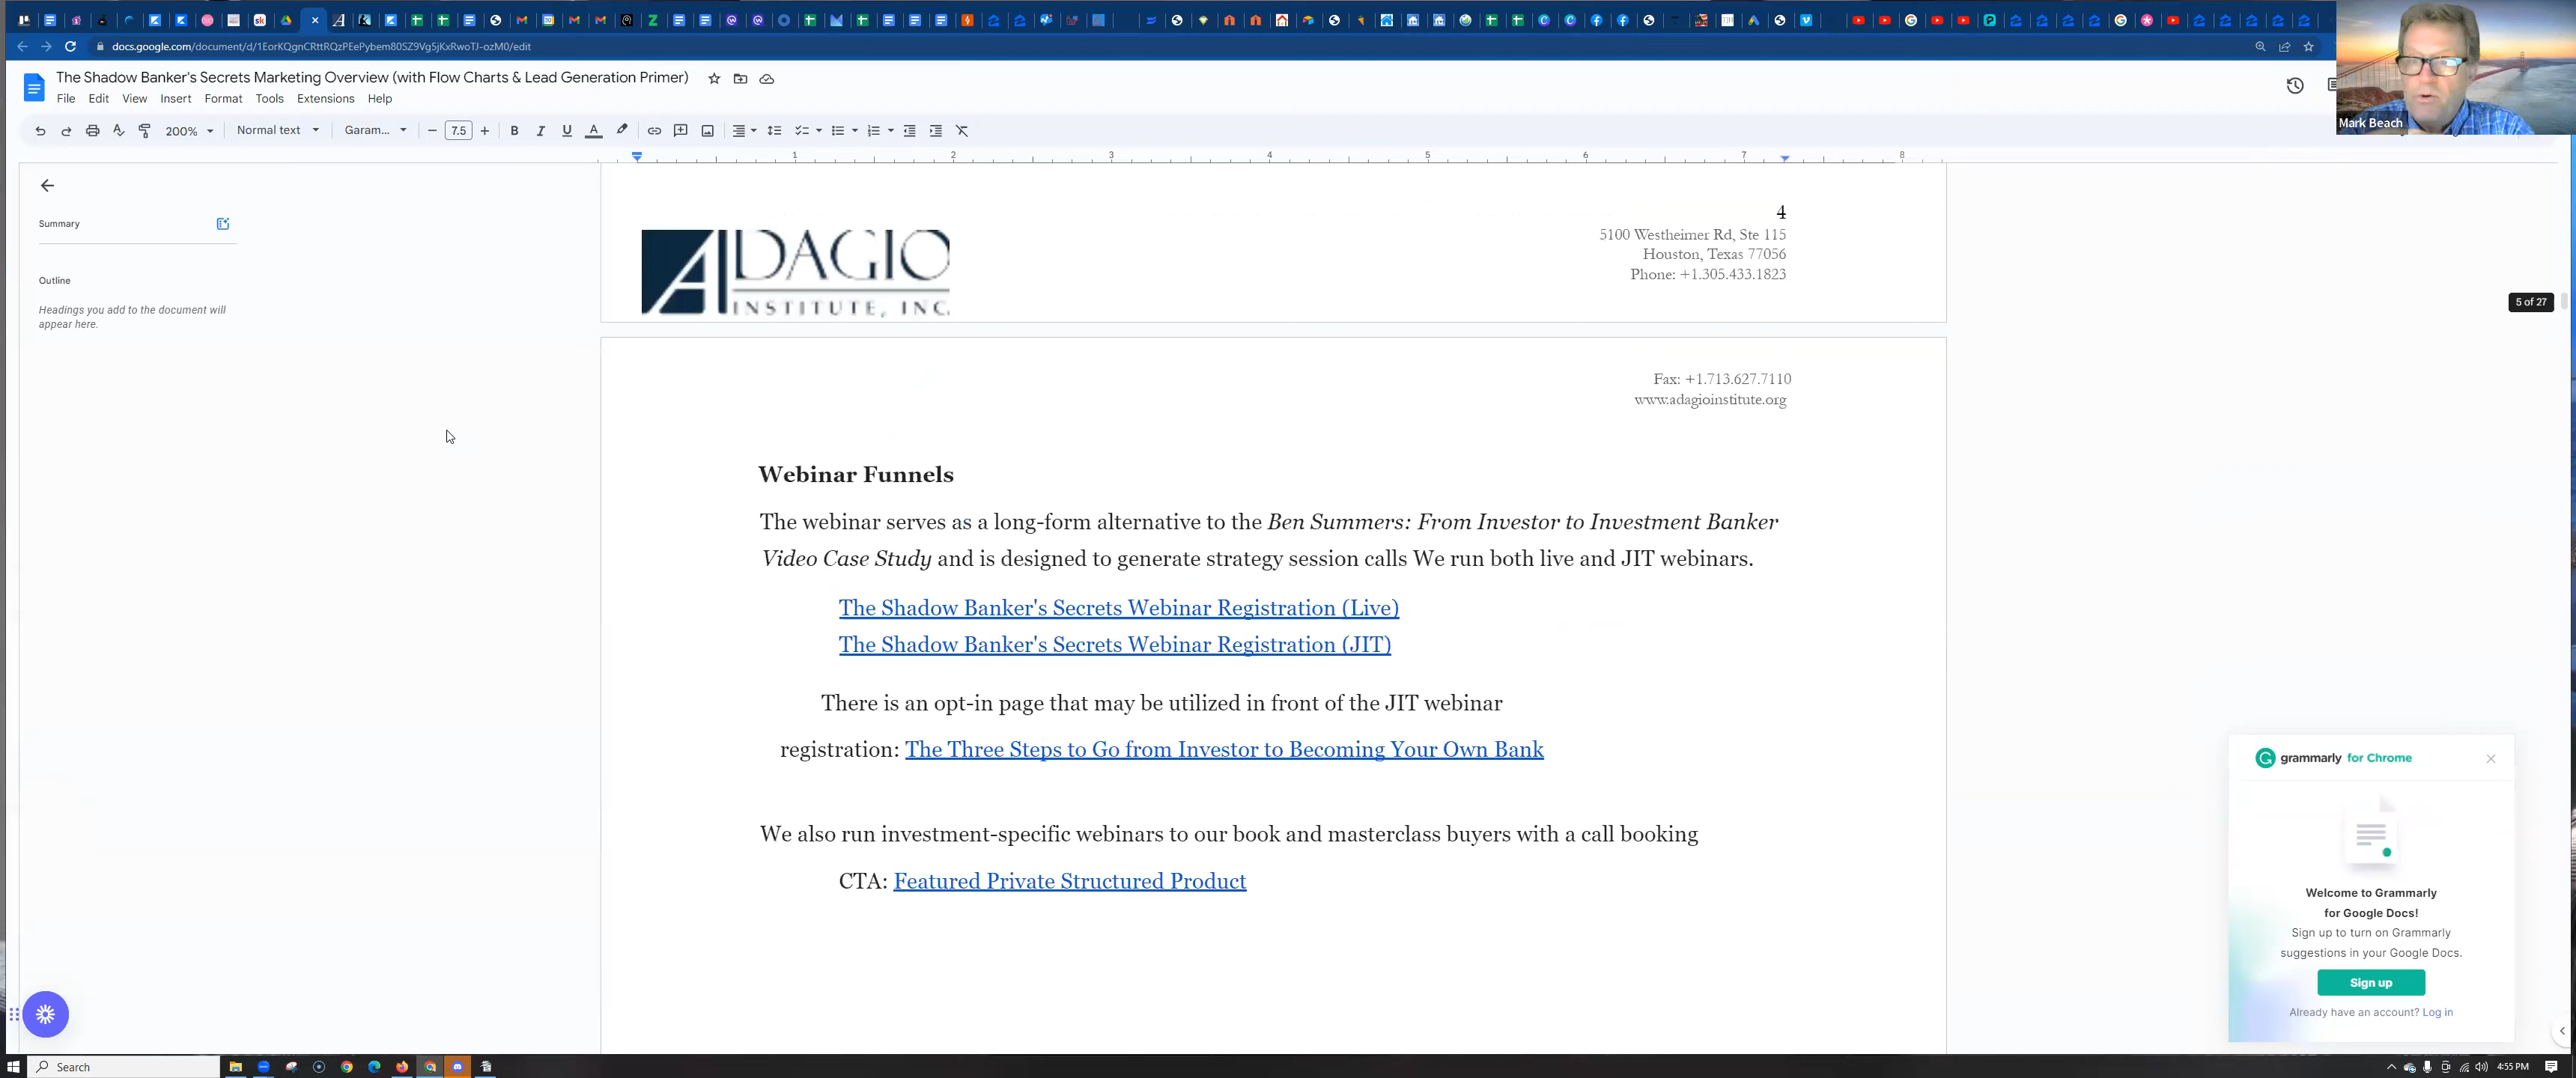 docs.google.com/document/d/1EorKQgnCRttRQzPEePybem80SZ9Vg5jKxRwoTJ-ozM0/edit
The Shadow Banker's Secrets Marketing Overview (with Flow Charts & Lead Generation Primer)
File Edit View Insert Format Tools Extensions Help
Mark Beach
200% Normal text Garam... 7.5
1 2 3 4 5 6 7 8
Summary
Outline
Headings you add to the document will
appear here.
4
ADAGIO
INSTITUTE, INC.
5100 Westheimer Rd, Ste 115
Houston, Texas 77056
Phone: +1.305.433.1823
5 of 27
Fax: +1.713.627.7110
www.adagioinstitute.org
Webinar Funnels
The webinar serves as a long-form alternative to the Ben Summers: From Investor to Investment Banker
Video Case Study and is designed to generate strategy session calls We run both live and JIT webinars.
The Shadow Banker's Secrets Webinar Registration (Live)
The Shadow Banker's Secrets Webinar Registration (JIT)
There is an opt-in page that may be utilized in front of the JIT webinar
registration: The Three Steps to Go from Investor to Becoming Your Own Bank
We also run investment-specific webinars to our book and masterclass buyers with a call booking
CTA: Featured Private Structured Product
grammarly for Chrome
Welcome to Grammarly
for Google Docs!
Sign up to turn on Grammarly
suggestions in your Google Docs.
Sign up
Already have an account? Log in
Search
4:55 PM